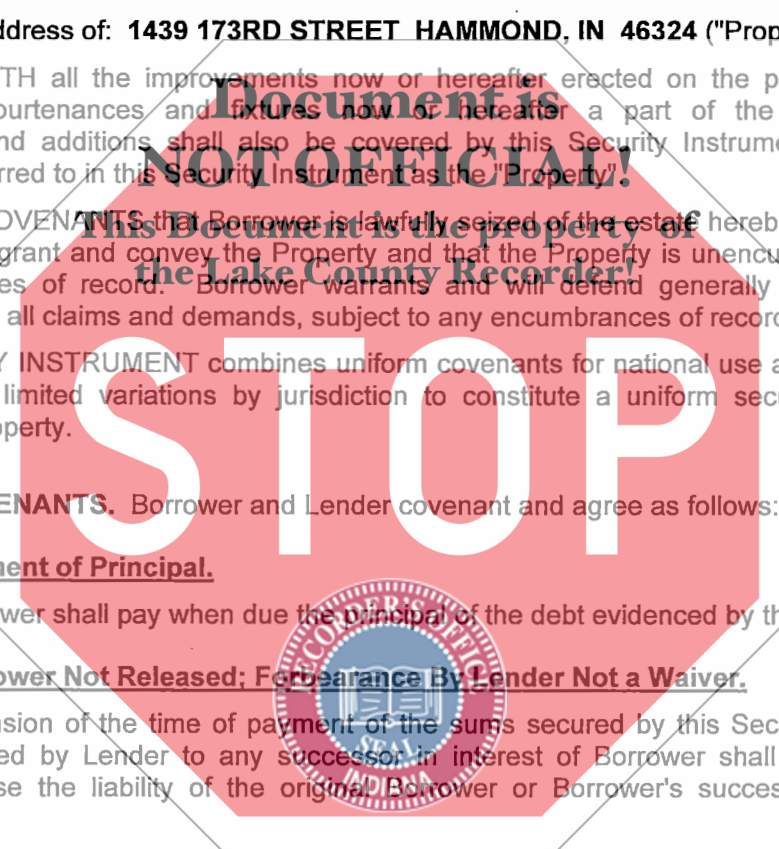 ddress of: 1439 173RD STREET HAMMOND, IN 46324 ("Prop
TH all the improvements now or hereafter erected on the p
ourtenances and fixtures now or hereafter a part of the
nd additions shall also be covered by this Security Instrume
rred to in this Security Instrument as the "Property".
Document is
NOT OFFICIAL!
This Document is the property of
the Lake County Recorder!
OVENANTS that Borrower is lawfully seized of the estate hereb
grant and convey the Property and that the Property is unencu
es of record. Borrower warrants and will defend generally
all claims and demands, subject to any encumbrances of record
Y INSTRUMENT combines uniform covenants for national use a
limited variations by jurisdiction to constitute a uniform secu
operty.
STOP
ENANTS. Borrower and Lender covenant and agree as follows:
ent of Principal.
wer shall pay when due the principal of the debt evidenced by th
ower Not Released; Forbearance By Lender Not a Waiver.
nsion of the time of payment of the sums secured by this Secu
ed by Lender to any successor in interest of Borrower shall
se the liability of the original Borrower or Borrower's succes
RECORDER'S OFFICE
SEAL
INDIANA